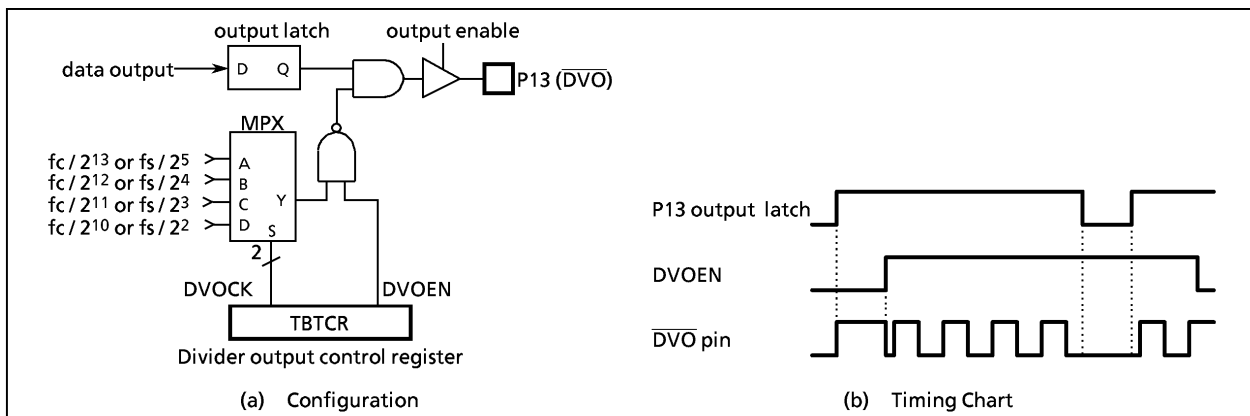 output latch
output enable
data output
D Q
P13 (DVO)
MPX
fc / 2¹³ or fs / 2⁵
fc / 2¹² or fs / 2⁴
fc / 2¹¹ or fs / 2³
fc / 2¹⁰ or fs / 2²
A
B
C
D
Y
S
2
DVOCK
DVOEN
TBTCR
Divider output control register
(a) Configuration
P13 output latch
DVOEN
DVO pin
(b) Timing Chart